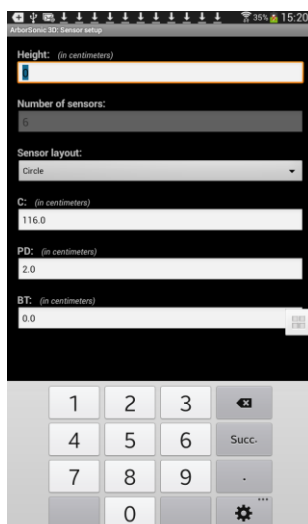 35% 15:20
ArborSonic 3D: Sensor setup
Height: (in centimeters)
0
Number of sensors:
6
Sensor layout:
Circle
C: (in centimeters)
116.0
PD: (in centimeters)
2.0
BT: (in centimeters)
0.0
1 2 3
4 5 6 Succ.
7 8 9 .
0 ...